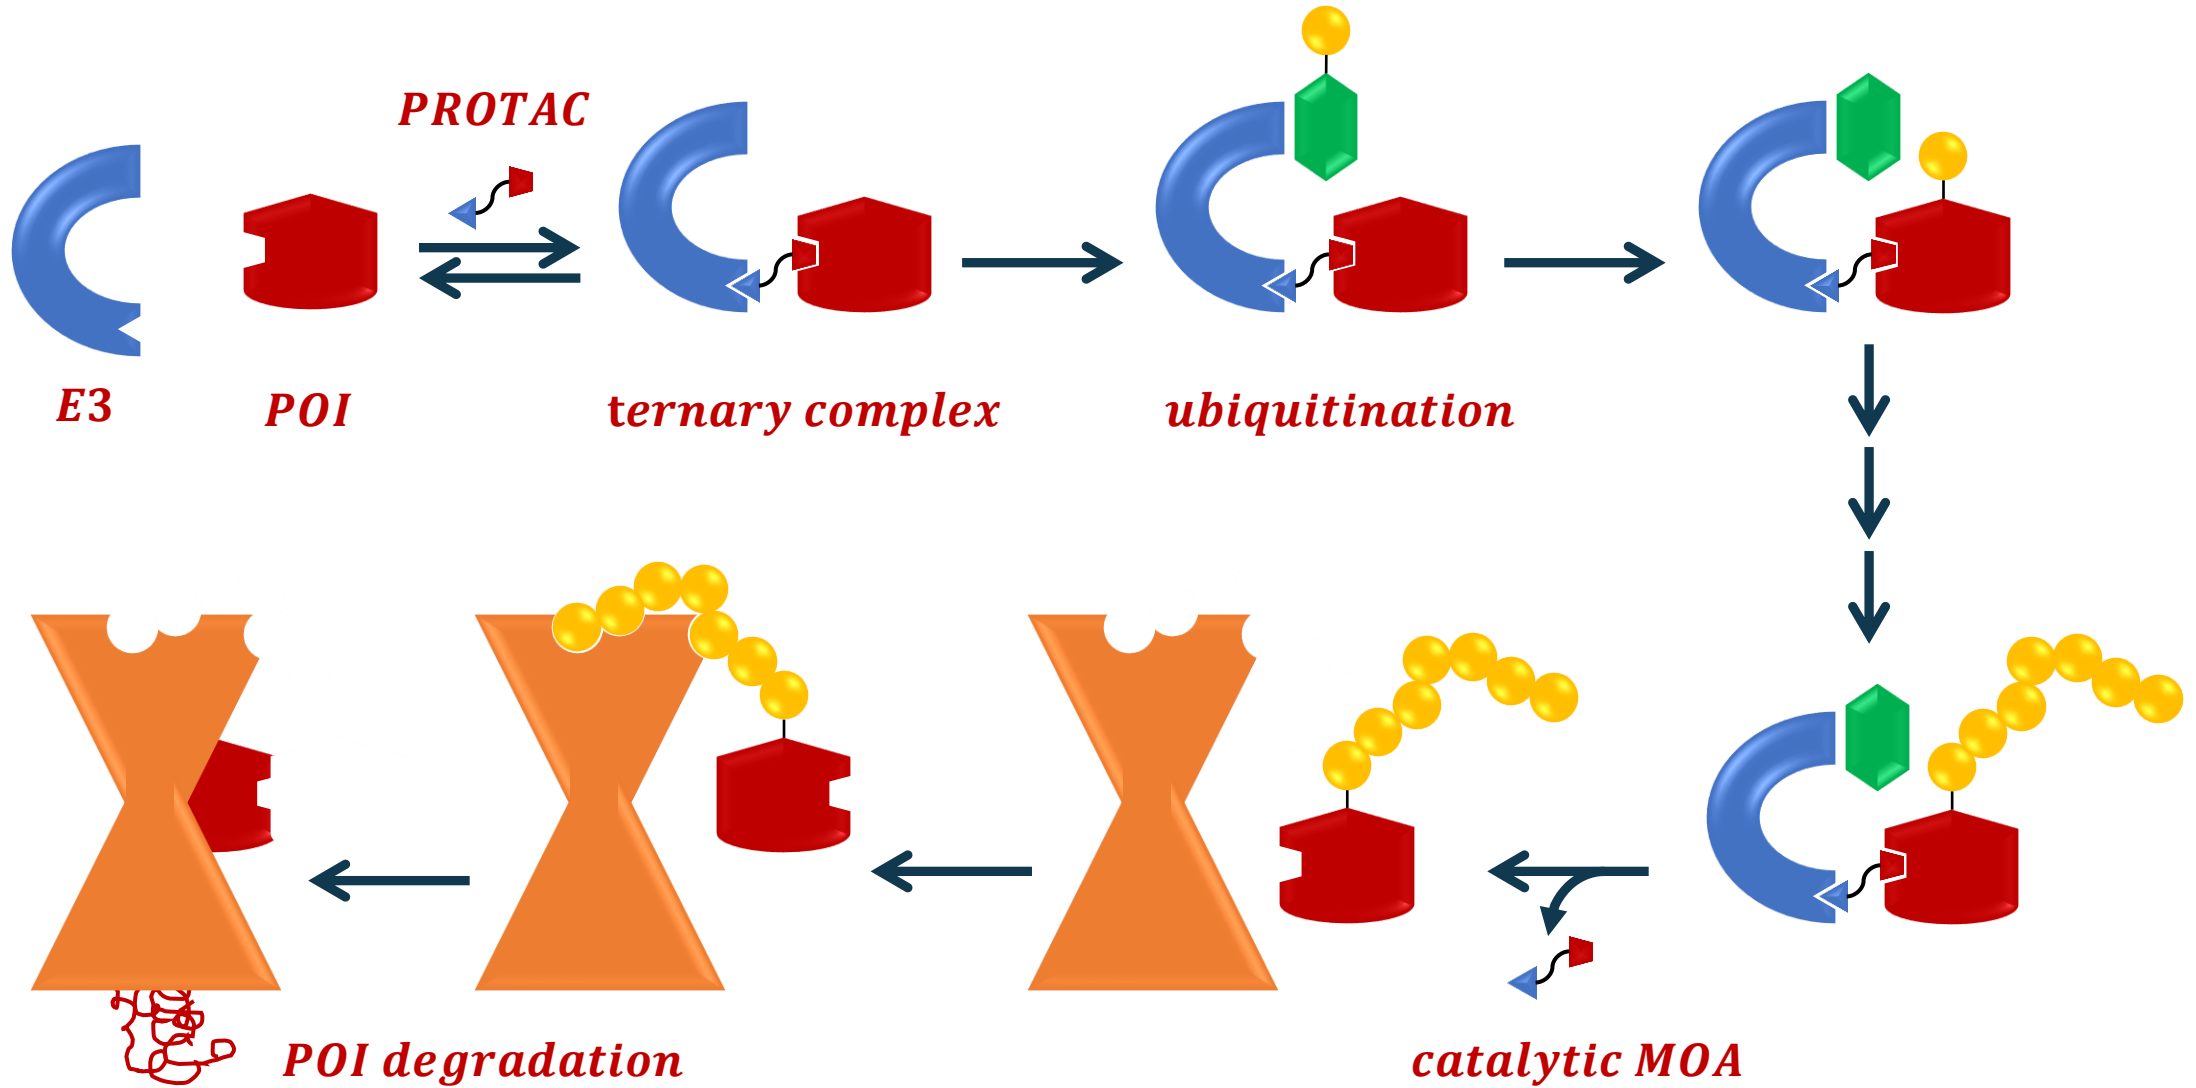 PROTAC
E3
POI
ternary complex
ubiquitination
POI degradation
catalytic MOA